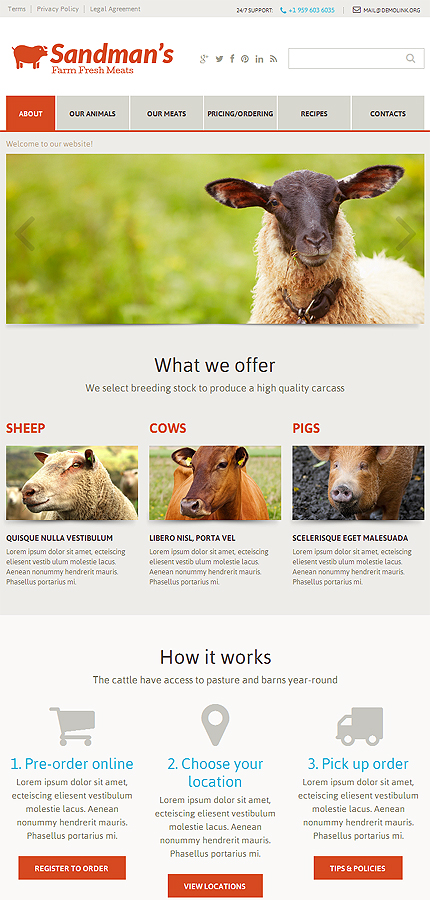 Terms | Privacy Policy | Legal Agreement
24/7 SUPPORT: +1 959 603 6035 | MAIL@DEMOLINK.ORG
Sandman's
Farm Fresh Meats
ABOUT OUR ANIMALS OUR MEATS PRICING/ORDERING RECIPES CONTACTS
Welcome to our website!
What we offer
We select breeding stock to produce a high quality carcass
SHEEP
QUISQUE NULLA VESTIBULUM
Lorem ipsum dolor sit amet, ecteiscing
eliesent vestib ulum molestie lacus.
Aenean nonummy hendrerit mauris.
Phasellus portarius mi.
COWS
LIBERO NISL, PORTA VEL
Lorem ipsum dolor sit amet, ecteiscing
eliesent vestib ulum molestie lacus.
Aenean nonummy hendrerit mauris.
Phasellus portarius mi.
PIGS
SCELERISQUE EGET MALESUADA
Lorem ipsum dolor sit amet, ecteiscing
eliesent vestib ulum molestie lacus.
Aenean nonummy hendrerit mauris.
Phasellus portarius mi.
How it works
The cattle have access to pasture and barns year-round
1. Pre-order online
Lorem ipsum dolor sit amet,
ecteiscing eliesent vestibulum
molestie lacus. Aenean
nonummy hendrerit mauris.
Phasellus portarius mi.
REGISTER TO ORDER
2. Choose your
location
Lorem ipsum dolor sit amet,
ecteiscing eliesent vestibulum
molestie lacus. Aenean
nonummy hendrerit mauris.
Phasellus portarius mi.
VIEW LOCATIONS
3. Pick up order
Lorem ipsum dolor sit amet,
ecteiscing eliesent vestibulum
molestie lacus. Aenean
nonummy hendrerit mauris.
Phasellus portarius mi.
TIPS & POLICIES